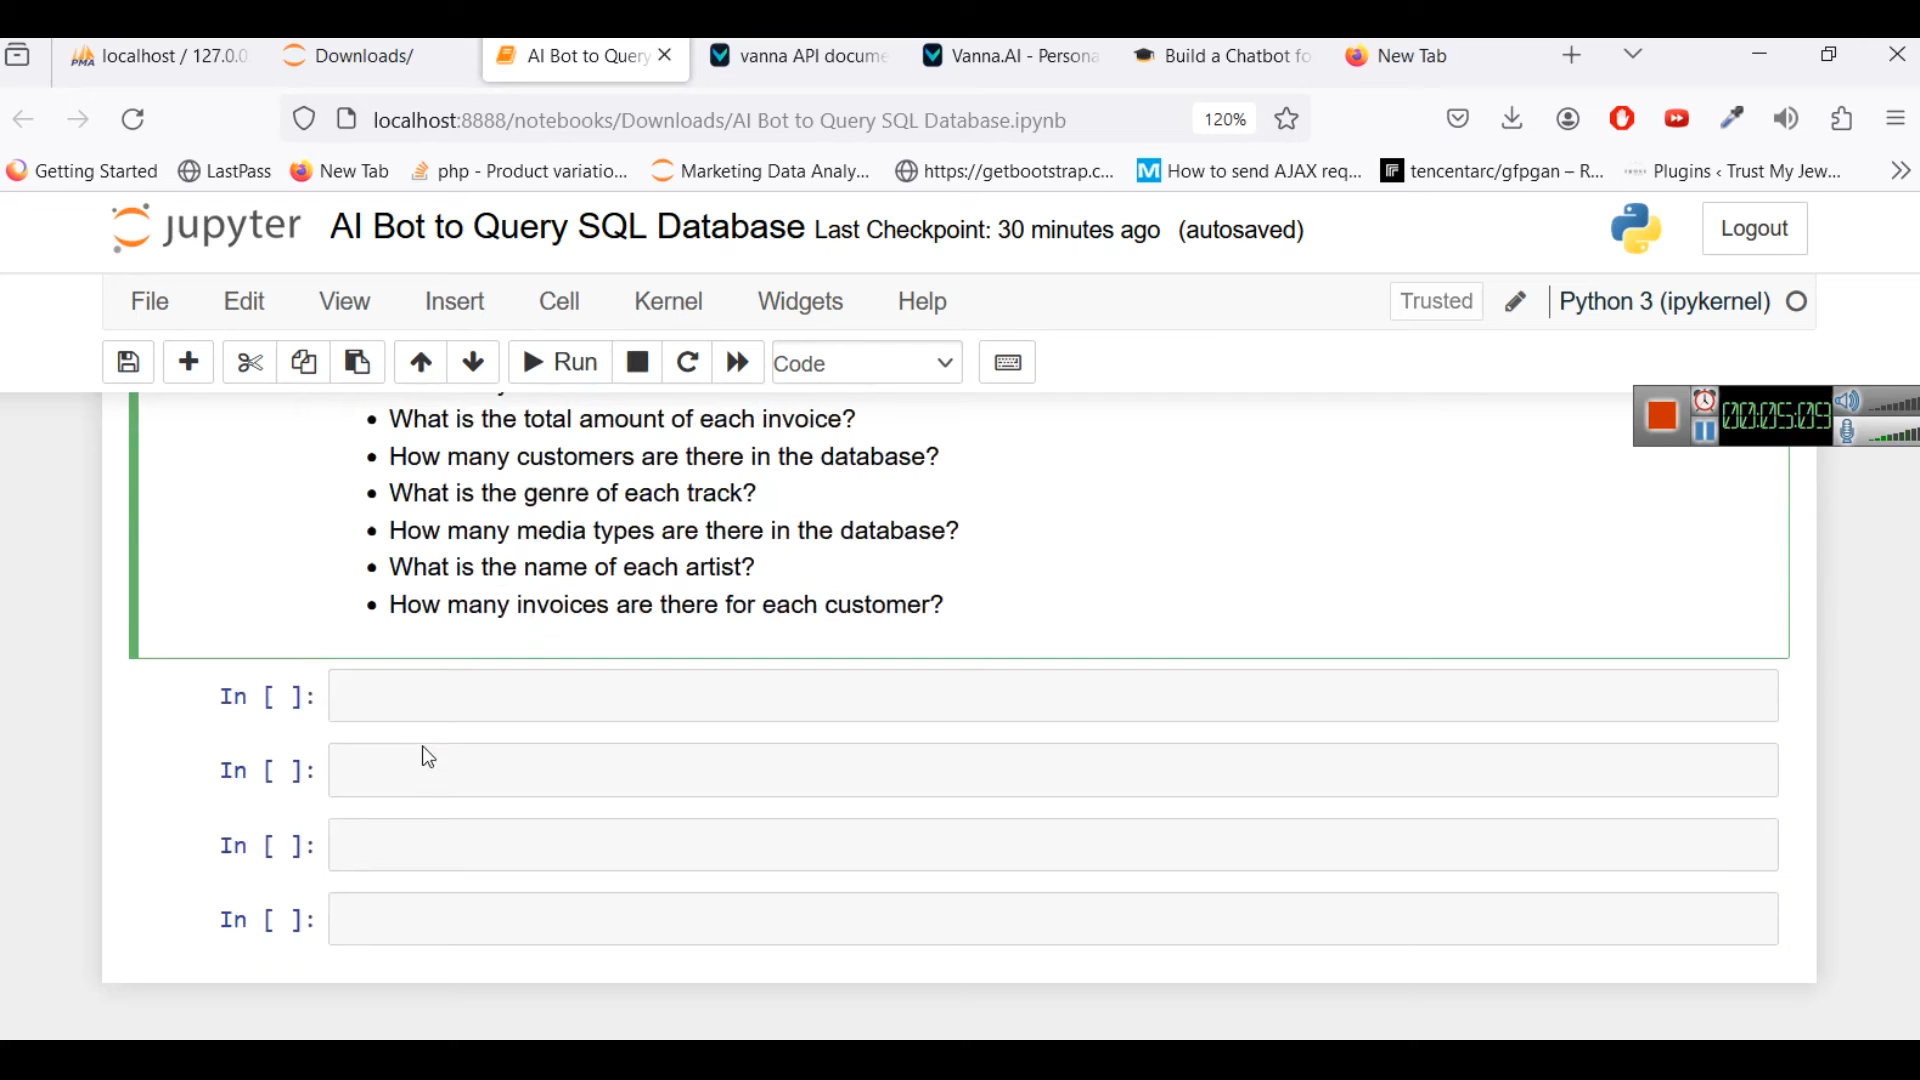 localhost / 127.0.0
Downloads/
AI Bot to Query
vanna API docume
Vanna.AI - Persona
Build a Chatbot fo
New Tab
localhost:8888/notebooks/Downloads/AI Bot to Query SQL Database.ipynb
120%
Getting Started
LastPass
New Tab
php - Product variatio...
Marketing Data Analy...
https://getbootstrap.c...
How to send AJAX req...
tencentarc/gfpgan – R...
Plugins ‹ Trust My Jew...
jupyter
AI Bot to Query SQL Database Last Checkpoint: 30 minutes ago (autosaved)
Logout
File
Edit
View
Insert
Cell
Kernel
Widgets
Help
Trusted
Python 3 (ipykernel)
Run
Code
00:05:09
• What is the total amount of each invoice?
• How many customers are there in the database?
• What is the genre of each track?
• How many media types are there in the database?
• What is the name of each artist?
• How many invoices are there for each customer?
In [ ]:
In [ ]:
In [ ]:
In [ ]: